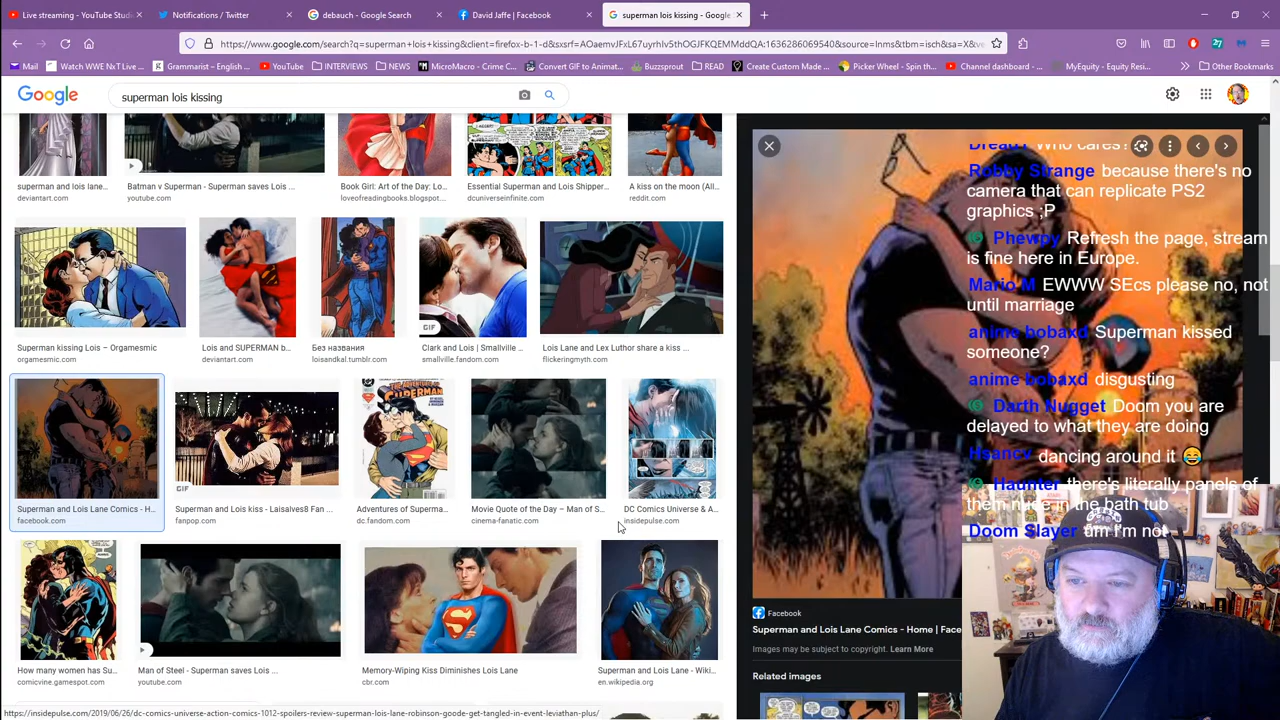 Live streaming - YouTube Studio
Notifications / Twitter
debauch - Google Search
David Jaffe | Facebook
superman lois kissing - Google
https://www.google.com/search?q=superman+lois+kissing&client=firefox-b-1-d&sxsrf=
Mail
Watch WWE NxT Live
Grammarist – English
YouTube
INTERVIEWS
NEWS
MicroMacro - Crime C...
Convert GIF to Animat...
Buzzsprout
READ
Create Custom Made
Picker Wheel - Spin th...
Channel dashboard - ...
MyEquity - Equity Resi...
Other Bookmarks
Google
superman lois kissing
superman and lois lane...
deviantart.com
Batman v Superman - Superman saves Lois ...
youtube.com
Book Girl: Art of the Day: Lo...
loveofreadingbooks.blogspot...
Essential Superman and Lois Shipper...
dcuniverseinfinite.com
A kiss on the moon (All...
reddit.com
Superman kissing Lois – Orgamesmic
orgamesmic.com
Lois and SUPERMAN b...
deviantart.com
Без названия
loisandkal.tumblr.com
GIF
Clark and Lois | Smallville ...
smallville.fandom.com
Lois Lane and Lex Luthor share a kiss ...
flickeringmyth.com
Superman and Lois Lane Comics - H...
facebook.com
GIF
Superman and Lois kiss - Laisalves8 Fan ...
fanpop.com
Adventures of Superma...
dc.fandom.com
Movie Quote of the Day – Man of S...
cinema-fanatic.com
DC Comics Universe & A...
insidepulse.com
How many women has Su...
comicvine.gamespot.com
Man of Steel - Superman saves Lois ...
youtube.com
Memory-Wiping Kiss Diminishes Lois Lane
cbr.com
Superman and Lois Lane - Wiki...
en.wikipedia.org
Who cares?
Robby Strange because there's no
camera that can replicate PS2
graphics ;P
Phewpy Refresh the page, stream
is fine here in Europe.
Mario M EWWW SEcs please no, not
until marriage
anime bobaxd Superman kissed
someone?
anime bobaxd disgusting
Darth Nugget Doom you are
delayed to what they are doing
Hsancv dancing around it 😂
Haunter there's literally panels of
them nude in the bath tub
Doom Slayer um I'm not
Facebook
Superman and Lois Lane Comics - Home | Face
Images may be subject to copyright. Learn More
Related images
https://insidepulse.com/2019/06/26/dc-comics-universe-action-comics-1012-spoilers-review-superman-lois-lane-robinson-goode-get-tangled-in-event-leviathan-plus/